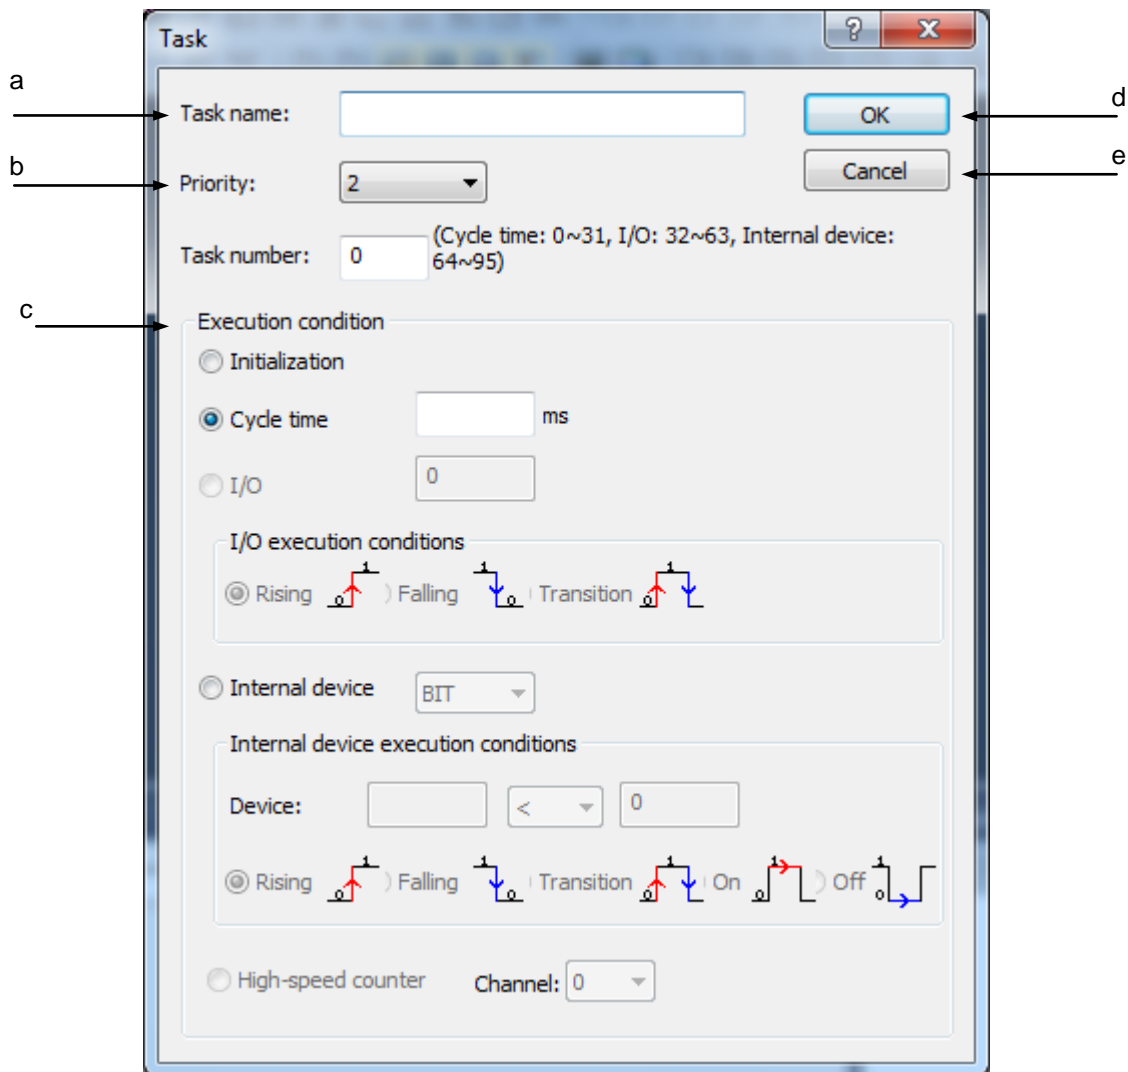 Task
?
X
a
Task name:
OK
d
b
Priority:
2
Cancel
e
Task number:
0
(Cycle time: 0~31, I/O: 32~63, Internal device:
64~95)
c
Execution condition
Initialization
Cycle time
ms
I/O
0
I/O execution conditions
Rising 0 1 Falling 1 0 Transition 0 1
Internal device
BIT
Internal device execution conditions
Device:
<
0
Rising 0 1 Falling 1 0 Transition 0 1 On 0 1 Off 1 0
High-speed counter
Channel: 0